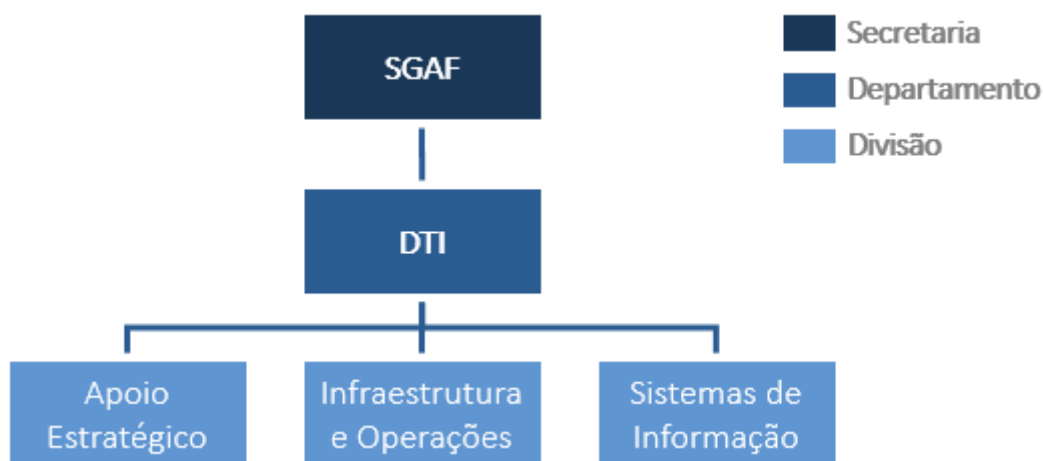 SGAF
Secretaria
Departamento
Divisão
DTI
Apoio
Estratégico
Infraestrutura
e Operações
Sistemas de
Informação